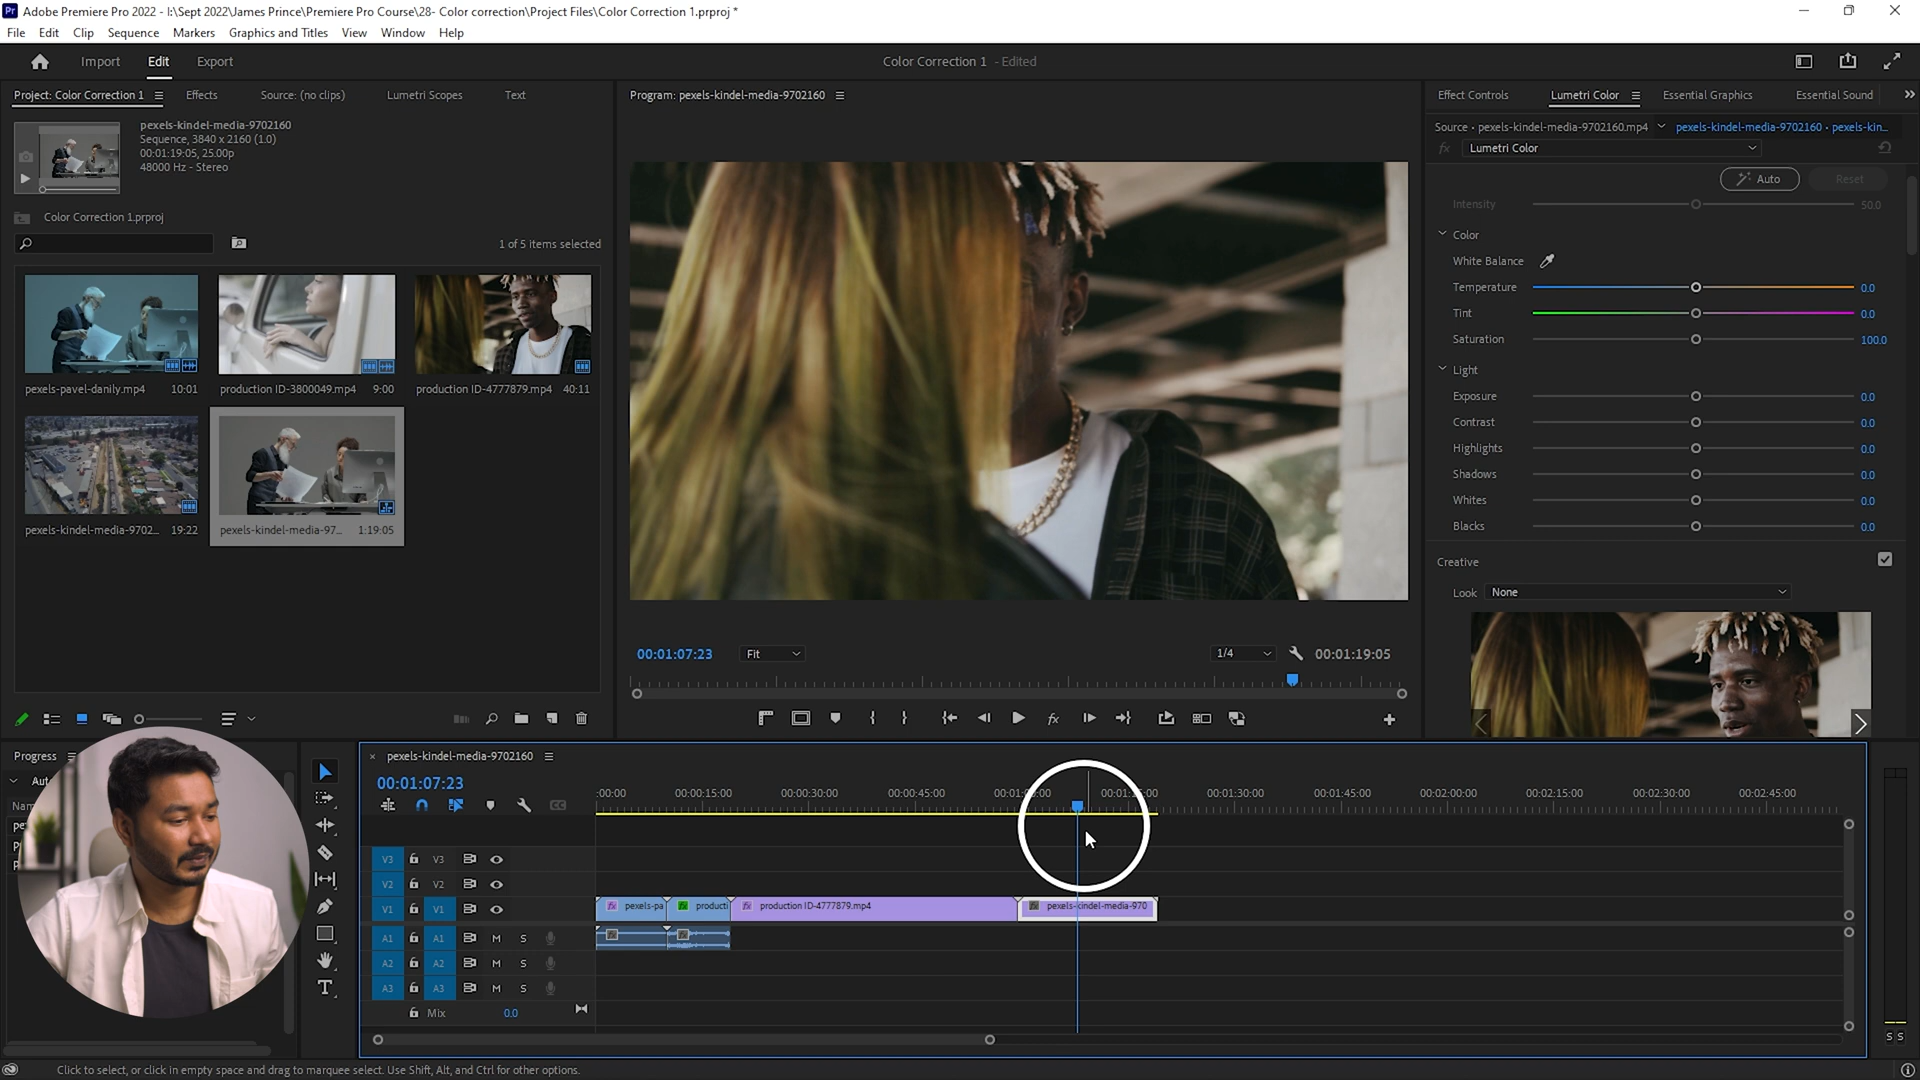 Adobe Premiere Pro 2022 - I:\Sept 2022\James Prince\Premiere Pro Course\28- Color correction\Project Files\Color Correction 1.prproj *
File Edit Clip Sequence Markers Graphics and Titles View Window Help
Import Edit Export
Color Correction 1 - Edited
Project: Color Correction 1 Effects Source: (no clips) Lumetri Scopes Text
pexels-kindel-media-9702160
Sequence, 3840 x 2160 (1.0)
00:01:19:05, 25.00p
48000 Hz - Stereo
Color Correction 1.prproj
1 of 5 items selected
pexels-pavel-danily.mp4 10:01
production ID-3800049.mp4 9:00
production ID-4777879.mp4 40:11
pexels-kindel-media-9702... 19:22
pexels-kindel-media-97... 1:19:05
Program: pexels-kindel-media-9702160
00:01:07:23 Fit 1/4 00:01:19:05
Effect Controls Lumetri Color Essential Graphics Essential Sound
Source • pexels-kindel-media-9702160.mp4 pexels-kindel-media-9702160 • pexels-kin...
fx Lumetri Color
Auto Reset
Intensity 50.0
Color
White Balance
Temperature 0.0
Tint 0.0
Saturation 100.0
Light
Exposure 0.0
Contrast 0.0
Highlights 0.0
Shadows 0.0
Whites 0.0
Blacks 0.0
Creative
Look None
Progress
pexels-kindel-media-9702160
00:01:07:23
:00:00 00:00:15:00 00:00:30:00 00:00:45:00 00:01:30:00 00:01:45:00 00:02:00:00 00:02:15:00 00:02:30:00 00:02:45:00
V3 V3
V2 V2
V1 V1 fx pexels-pa fx producti fx production ID-4777879.mp4 fx pexels-kindel-media-970
A1 A1 M S
A2 A2 M S
A3 A3 M S
Mix 0.0
S S
Click to select, or click in empty space and drag to marquee select. Use Shift, Alt, and Ctrl for other options.